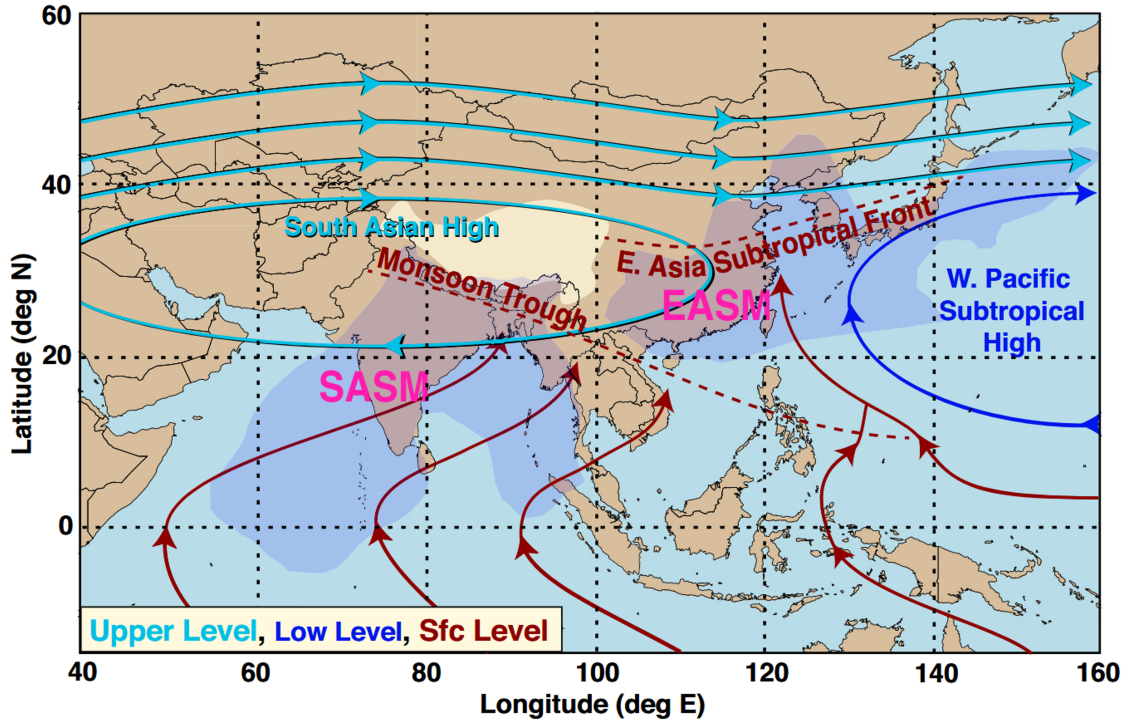 60
40
20
0
Latitude (deg N)
South Asian High
Monsoon Trough
E. Asia Subtropical Front
EASM
SASM
W. Pacific
Subtropical
High
Upper Level, Low Level, Sfc Level
40 60 80 100 120 140 160
Longitude (deg E)